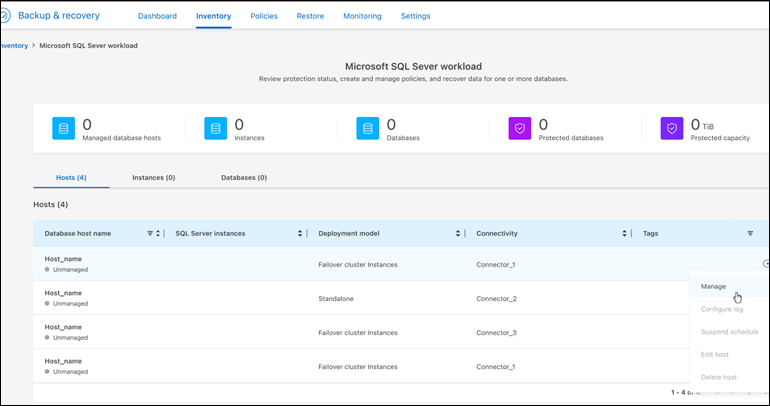 Backup & recovery Dashboard Inventory Policies Restore Monitoring Settings
nventory > Microsoft SQL Sever workload
Microsoft SQL Sever workload
Review protection status, create and manage policies, and recover data for one or more databases.
0 0 0 0 0 TiB
Managed database hosts Instances Databases Protected databases Protected capacity
Hosts (4) Instances (0) Databases (0)
Hosts (4)
Database host name SQL Server instances Deployment model Connectivity Tags
Host_name
Unmanaged Failover cluster Instances Connector_1
Manage
Host_name
Unmanaged Standalone Connector_2
Configure log
Host_name
Unmanaged Failover cluster Instances Connector_3
Suspend schedule
Host_name
Unmanaged Failover cluster Instances Connector_1
Edit host
Delete host
1 - 4 of 4